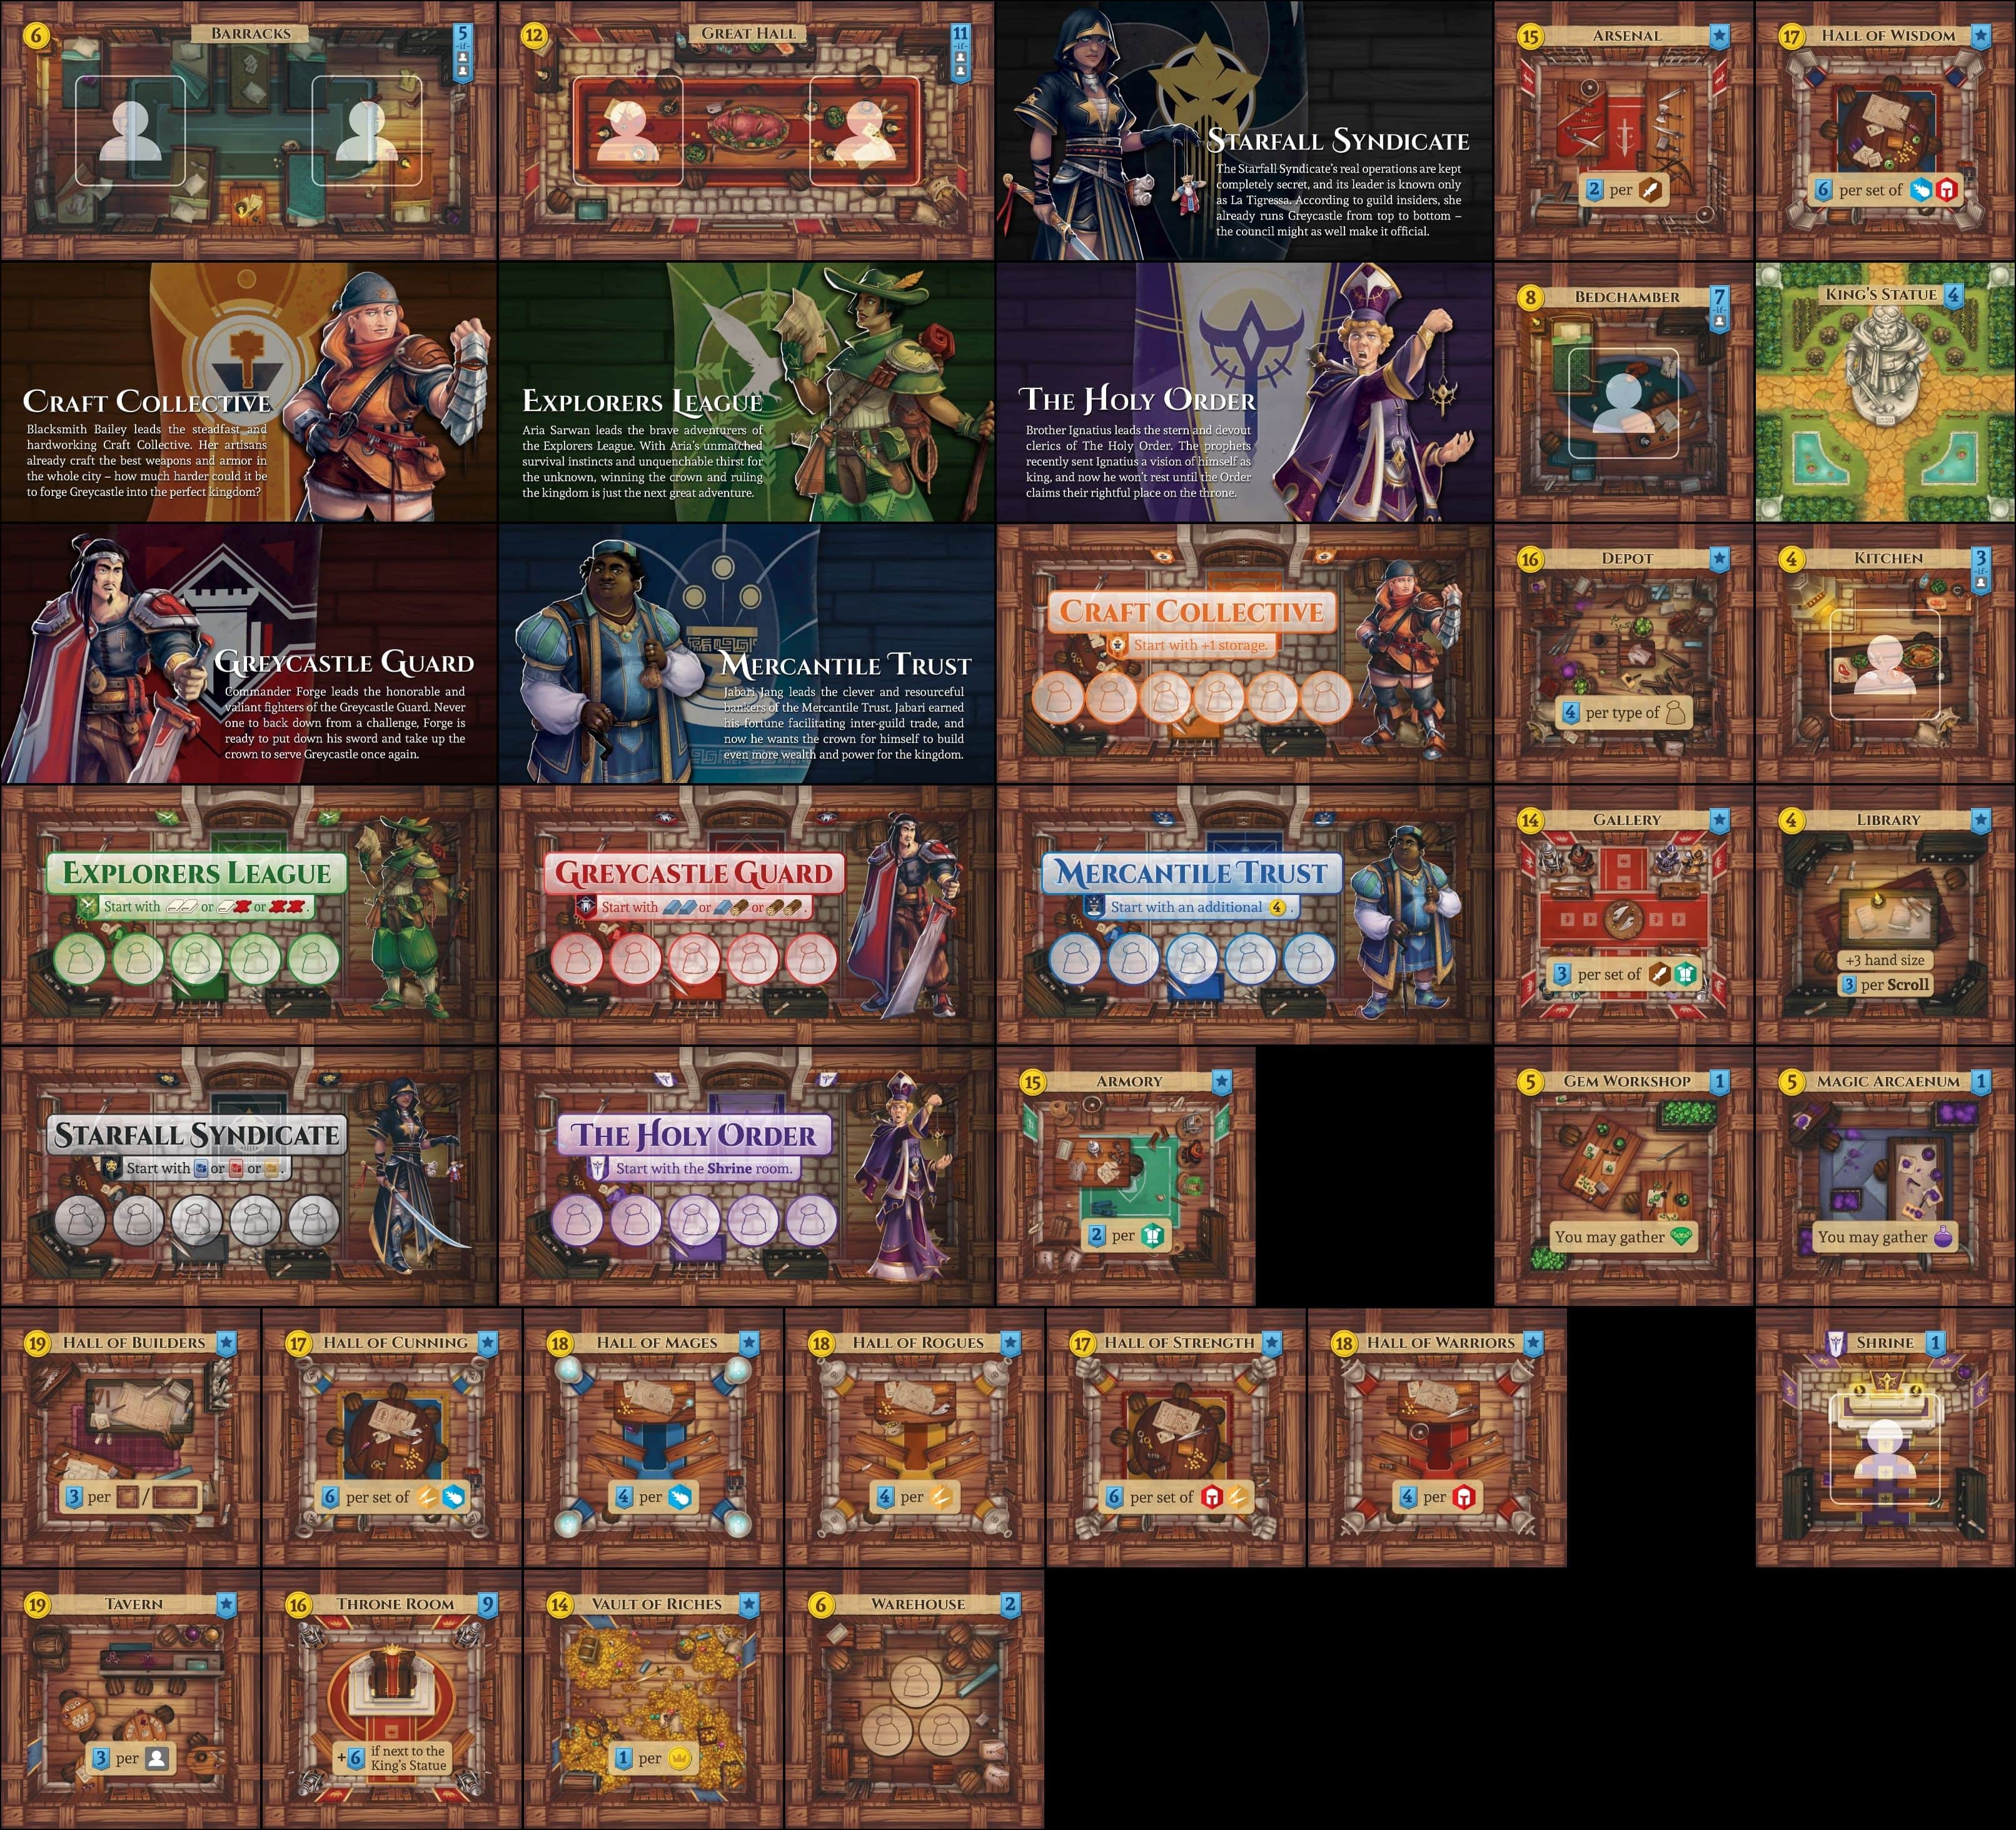 6 BARRACKS 5
-if-
12 GREAT HALL 11
-if-
STARFALL SYNDICATE
The Starfall Syndicate's real operations are kept
completely secret, and its leader is known only
as La Tigressa. According to guild insiders, she
already runs Greycastle from top to bottom –
the council might as well make it official.
15 ARSENAL
2 per
17 HALL OF WISDOM
6 per set of
CRAFT COLLECTIVE
Blacksmith Bailey leads the steadfast and
hardworking Craft Collective. Her artisans
already craft the best weapons and armor in
the whole city – how much harder could it be
to forge Greycastle into the perfect kingdom?
EXPLORERS LEAGUE
Aria Sarwan leads the brave adventurers of
the Explorers League. With Aria's unmatched
survival instincts and unquenchable thirst for
the unknown, winning the crown and ruling
the kingdom is just the next great adventure.
THE HOLY ORDER
Brother Ignatius leads the stern and devout
clerics of The Holy Order. The prophets
recently sent Ignatius a vision of himself as
king, and now he won't rest until the Order
claims their rightful place on the throne.
8 BEDCHAMBER 7
-if-
KING'S STATUE 4
GREYCASTLE GUARD
Commander Forge leads the honorable and
valiant fighters of the Greycastle Guard. Never
one to back down from a challenge, Forge is
ready to put down his sword and take up the
crown to serve Greycastle once again.
MERCANTILE TRUST
Jabari Jang leads the clever and resourceful
bankers of the Mercantile Trust. Jabari earned
his fortune facilitating inter-guild trade, and
now he wants the crown for himself to build
even more wealth and power for the kingdom.
CRAFT COLLECTIVE
Start with +1 storage.
16 DEPOT
4 per type of
4 KITCHEN 3
-if-
EXPLORERS LEAGUE
Start with or or .
GREYCASTLE GUARD
Start with or or .
MERCANTILE TRUST
Start with an additional 4 .
14 GALLERY
3 per set of
4 LIBRARY
+3 hand size
3 per Scroll
STARFALL SYNDICATE
Start with or or .
THE HOLY ORDER
Start with the Shrine room.
15 ARMORY
2 per
5 GEM WORKSHOP 1
You may gather
5 MAGIC ARCAENUM 1
You may gather
19 HALL OF BUILDERS
3 per /
17 HALL OF CUNNING
6 per set of
18 HALL OF MAGES
4 per
18 HALL OF ROGUES
4 per
17 HALL OF STRENGTH
6 per set of
18 HALL OF WARRIORS
4 per
SHRINE 1
19 TAVERN
3 per
16 THRONE ROOM 9
+6 if next to the
King's Statue
14 VAULT OF RICHES
1 per
6 WAREHOUSE 2